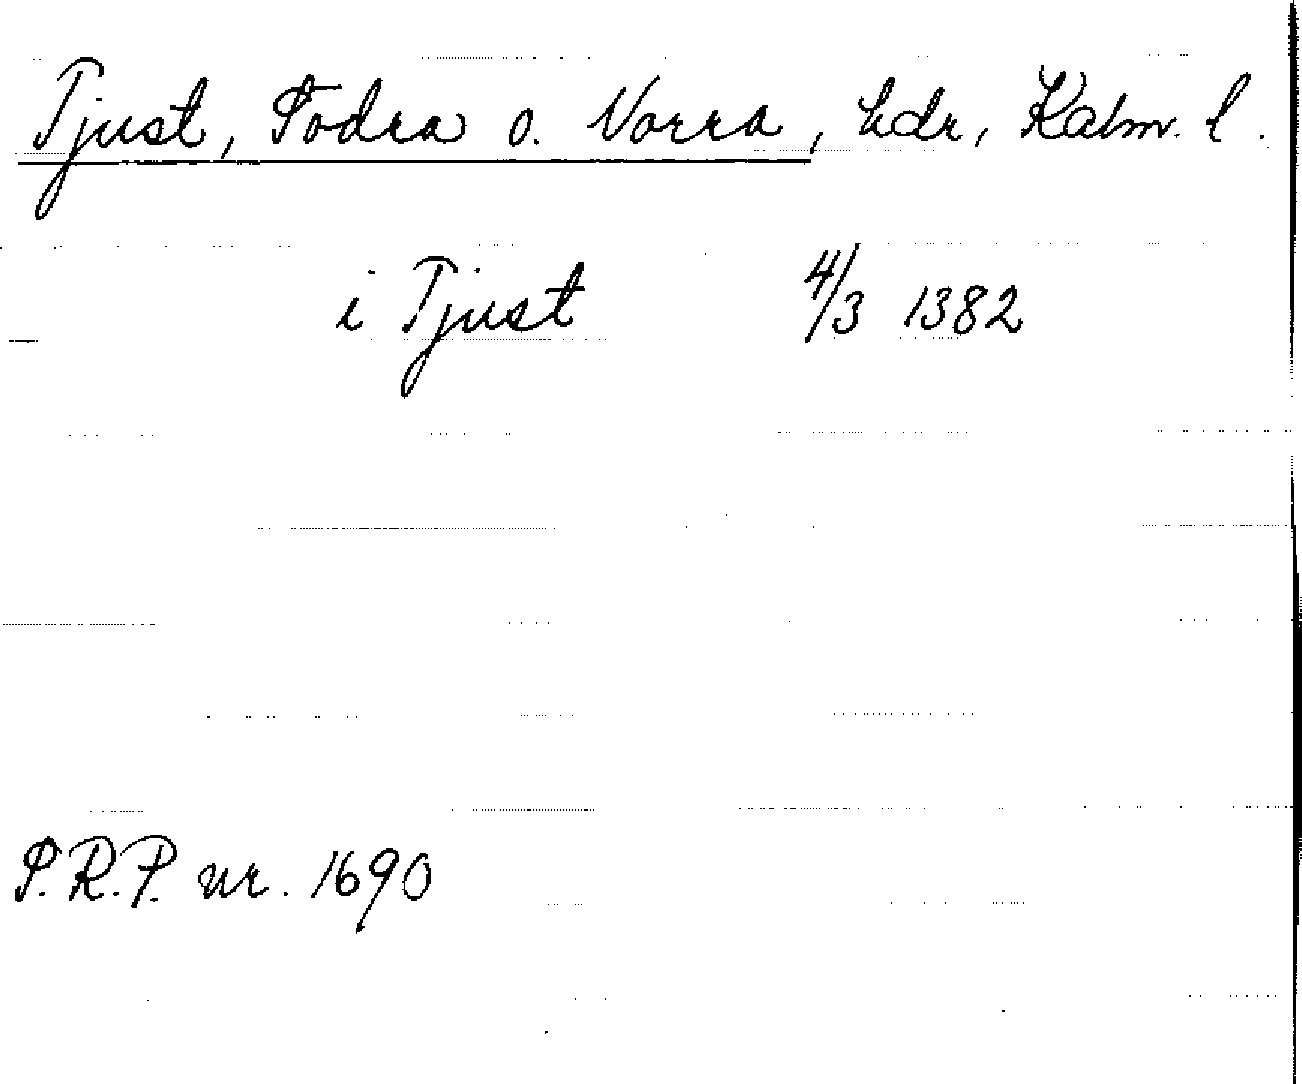 Tjust, Södra o. Norra, hdr, Kalm. l.
i Tjust 4/3 1382
S.R.P. nr. 1690